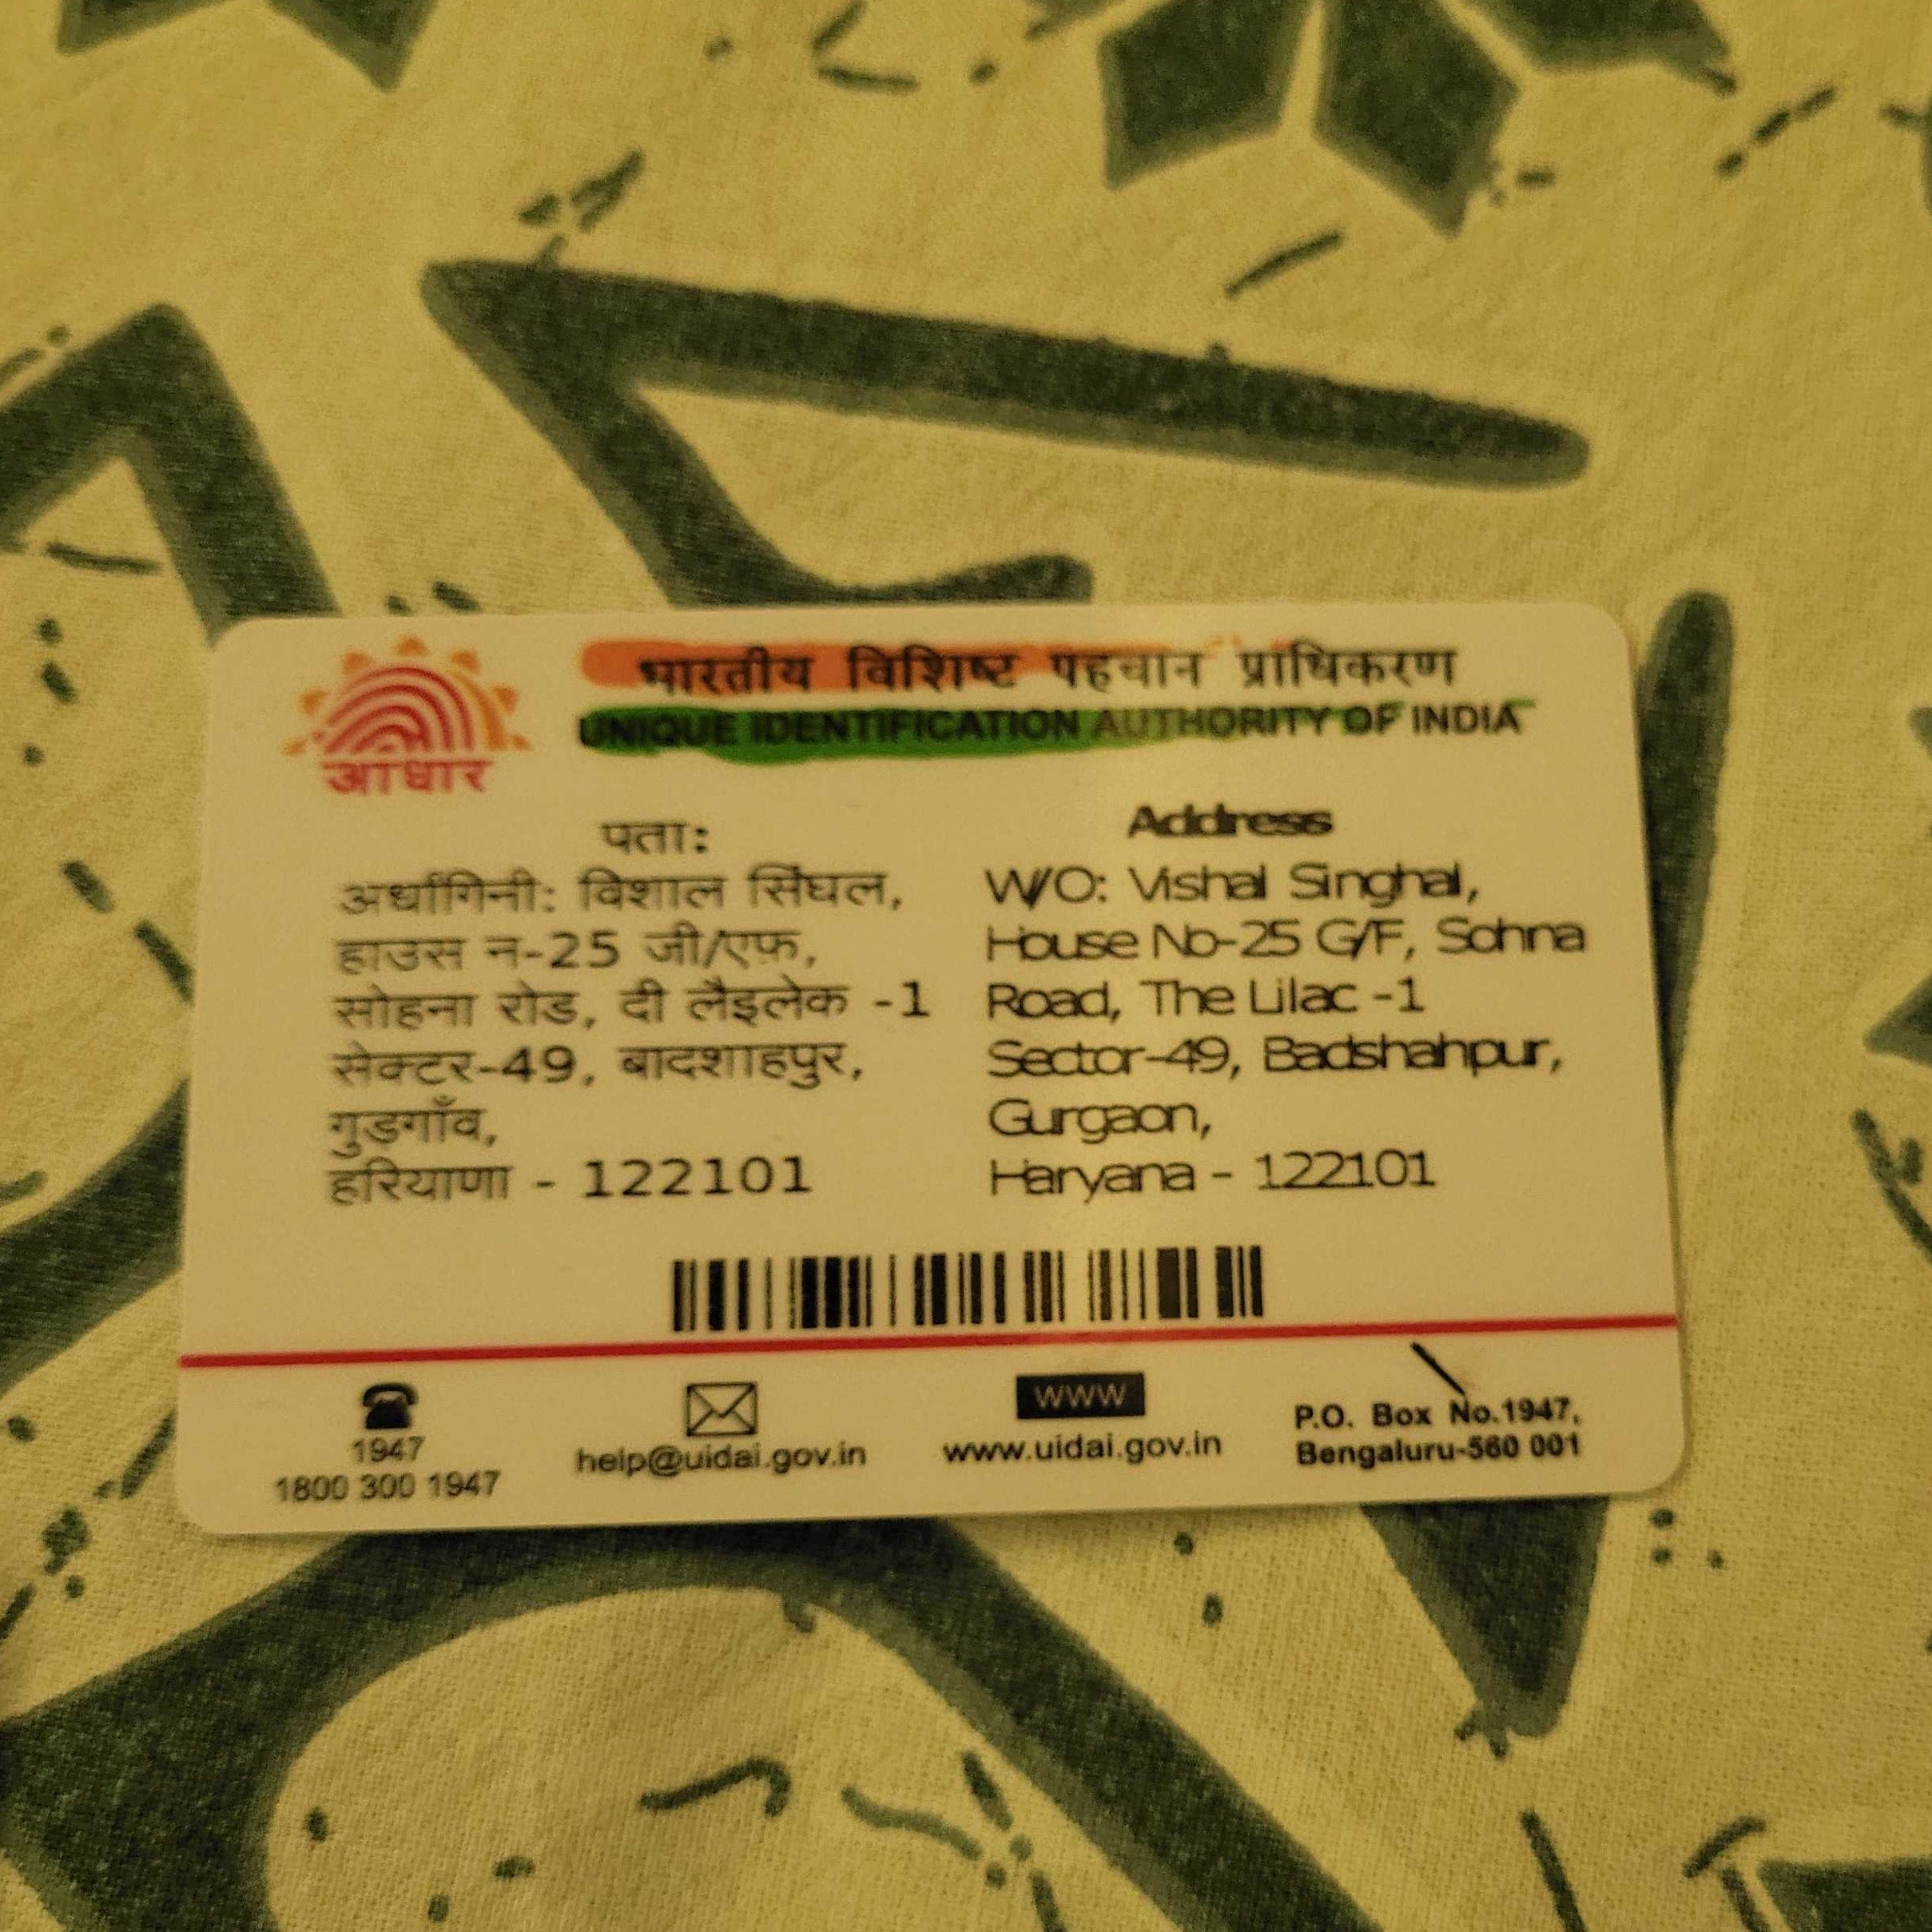 भारतीय विशिष्ट पहचान प्राधिकरण
UNIQUE IDENTIFICATION AUTHORITY OF INDIA
आधार
पता:
अर्धांगिनी: विशाल सिंघल,
हाउस न-25 जी/एफ़,
सोहना रोड, दी लैइलेक -1
सेक्टर-49, बादशाहपुर,
गुडगाँव,
हरियाणा - 122101
Address
W/O: Vishal Singhal,
House No-25 G/F, Sohna
Road, The Lilac -1
Sector-49, Badshahpur,
Gurgaon,
Haryana - 122101
1947
1800 300 1947
help@uidai.gov.in
www
www.uidai.gov.in
P.O. Box No.1947,
Bengaluru-560 001